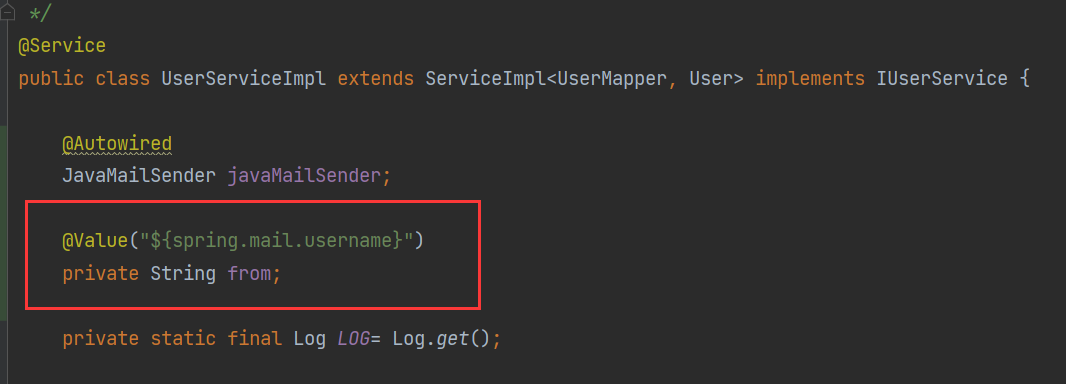 */
@Service
public class UserServiceImpl extends ServiceImpl<UserMapper, User> implements IUserService {
@Autowired
JavaMailSender javaMailSender;
@Value("${spring.mail.username}")
private String from;
private static final Log LOG= Log.get();